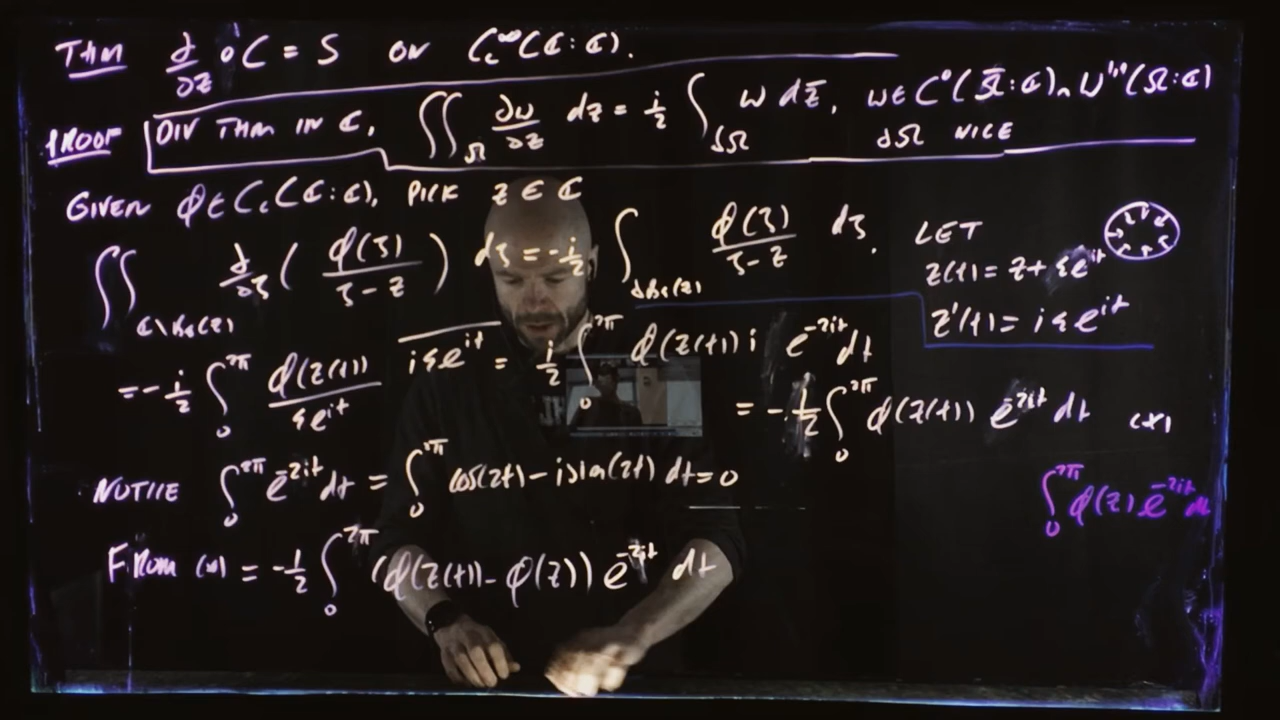 THM ∂/∂z ∘ C = S ON C_c^∞(ℂ:ℂ).
PROOF DIV THM IN ℂ, ∬_Ω ∂w/∂z dz = i/2 ∫_∂Ω w dz̄, w ∈ C⁰(Ω̄:ℂ) ∩ W^{1,1}(Ω:ℂ)
∂Ω NICE
GIVEN φ ∈ C_c(ℂ:ℂ), PICK z ∈ ℂ
∬_{ℂ\B_ε(z)} ∂/∂ζ ( φ(ζ)/(ζ-z) ) dζ = -i/2 ∫_{∂B_ε(z)} φ(ζ)/(ζ-z) dζ̄.
LET
z(t) = z + εe^{it}
z'(t) = iεe^{it}
= -i/2 ∫_0^{2π} φ(z(t))/(εe^{it}) \overline{iεe^{it}} = i/2 ∫_0^{2π} φ(z(t)) i e^{-2it} dt
= -1/2 ∫_0^{2π} φ(z(t)) e^{-2it} dt (*)
NOTICE ∫_0^{2π} e^{-2it} dt = ∫_0^{2π} cos(2t) - i sin(2t) dt = 0
∫_0^{2π} φ(z) e^{-2it} dt
FROM (*) = -1/2 ∫_0^{2π} (φ(z(t)) - φ(z)) e^{-2it} dt